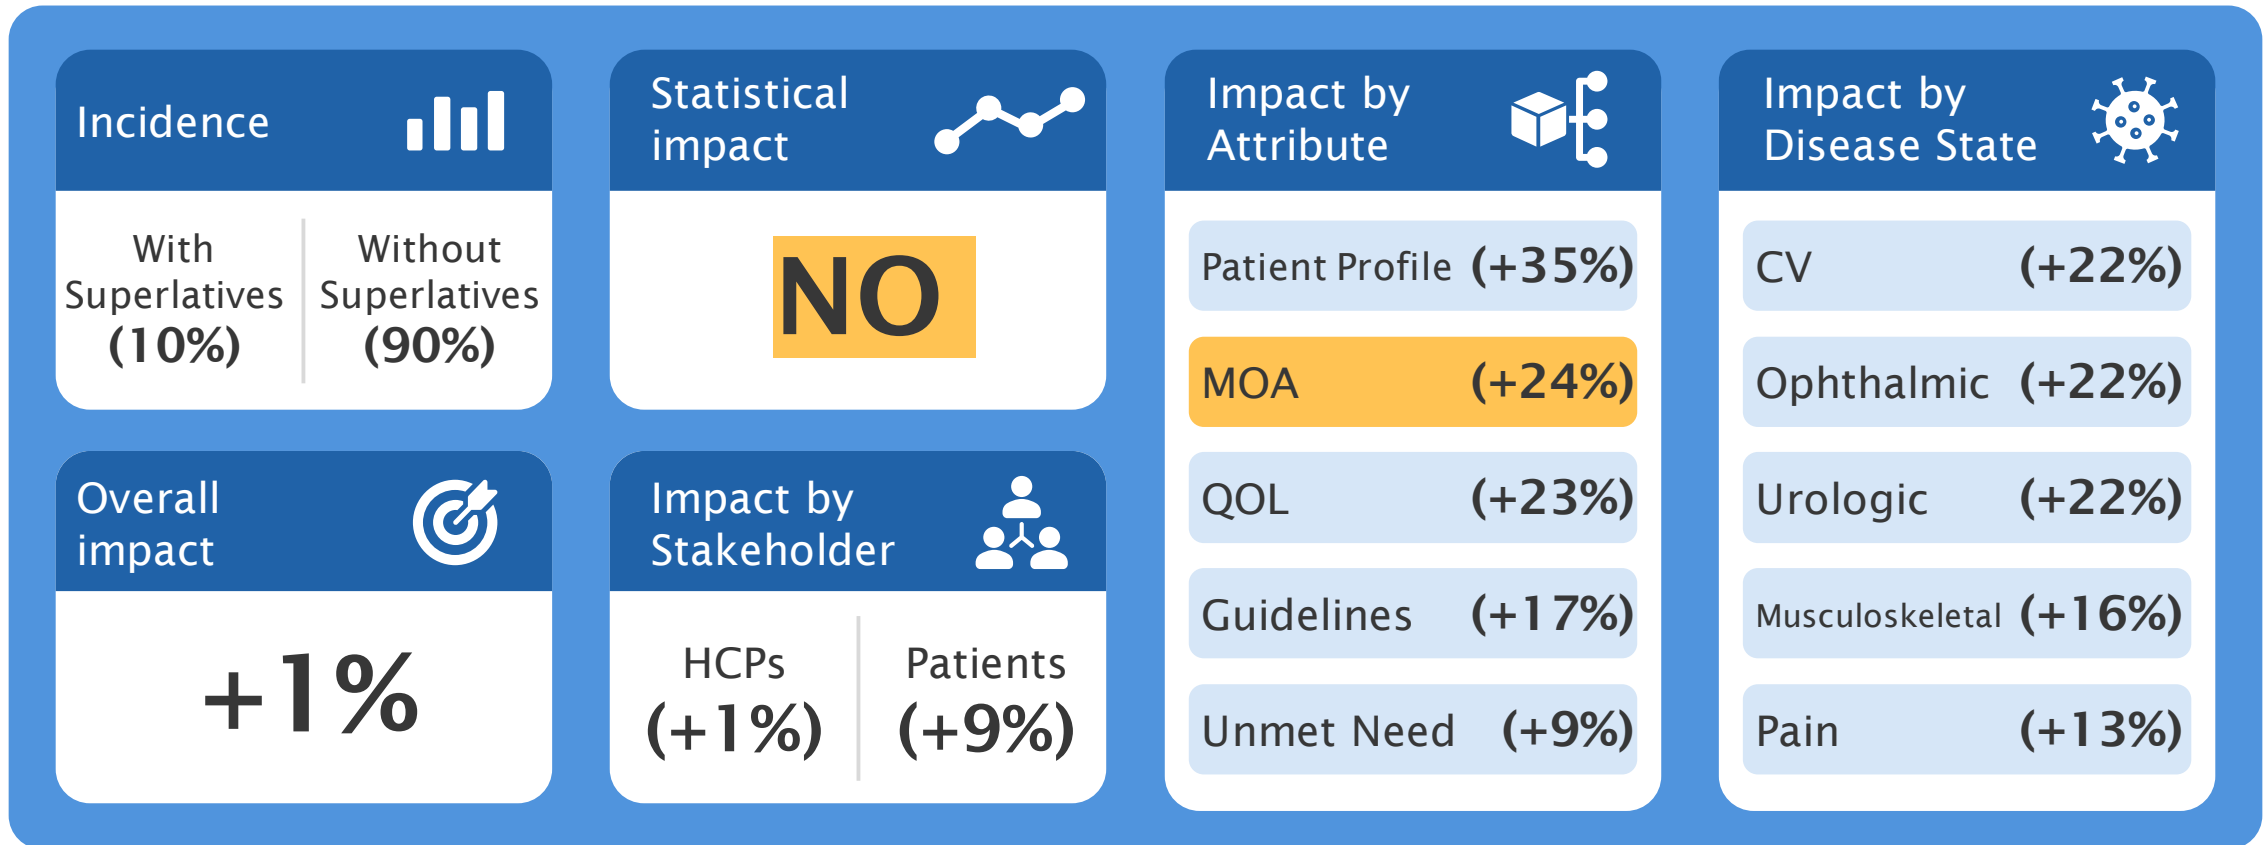 Incidence
With
Superlatives
(10%)
Without
Superlatives
(90%)
Statistical
impact
NO
Overall
impact
+1%
Impact by
Stakeholder
HCPs
(+1%)
Patients
(+9%)
Impact by
Attribute
Patient Profile (+35%)
MOA (+24%)
QOL (+23%)
Guidelines (+17%)
Unmet Need (+9%)
Impact by
Disease State
CV (+22%)
Ophthalmic (+22%)
Urologic (+22%)
Musculoskeletal (+16%)
Pain (+13%)